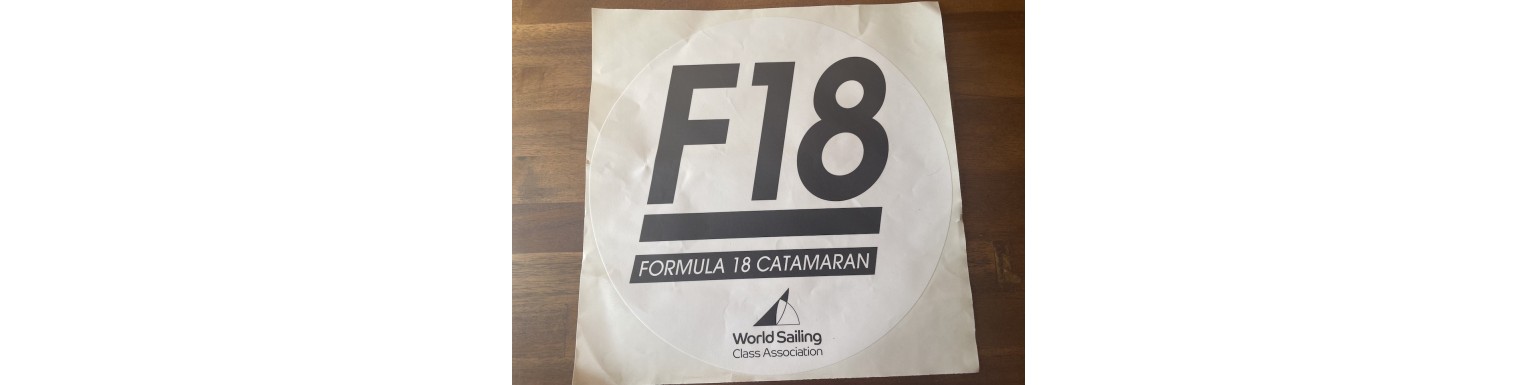 F18
FORMULA 18 CATAMARAN
World Sailing
Class Association